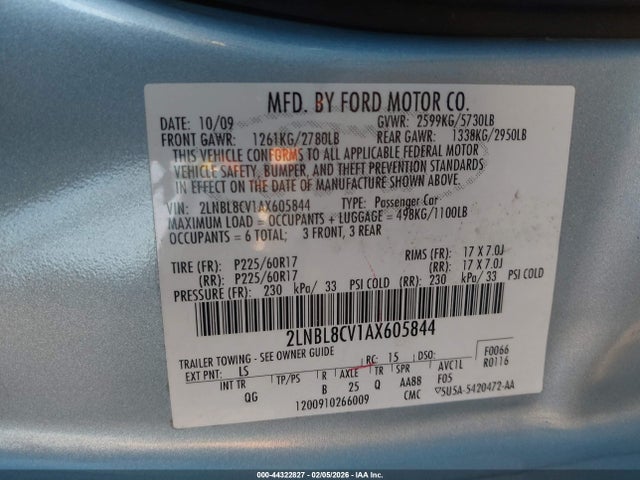 MFD. BY FORD MOTOR CO.
DATE: 10/09 GVWR: 2599KG/5730LB
FRONT GAWR: 1261KG/2780LB REAR GAWR: 1338KG/2950LB
THIS VEHICLE CONFORMS TO ALL APPLICABLE FEDERAL MOTOR
VEHICLE SAFETY, BUMPER, AND THEFT PREVENTION STANDARDS
IN EFFECT ON THE DATE OF MANUFACTURE SHOWN ABOVE.
VIN: 2LNBL8CV1AX605844 TYPE: Passenger Car
MAXIMUM LOAD = OCCUPANTS + LUGGAGE = 498KG/1100LB
OCCUPANTS = 6 TOTAL; 3 FRONT, 3 REAR
TIRE (FR): P225/60R17 RIMS (FR): 17 X 7.0J
(RR): P225/60R17 (RR): 17 X 7.0J
PRESSURE (FR): 230 kPa/ 33 PSI COLD (RR): 230 kPa/ 33 PSI COLD
2LNBL8CV1AX605844
TRAILER TOWING - SEE OWNER GUIDE
EXT PNT: LS RC: 15 DSO: F0066
R0116
INT TR TP/PS R AXLE TR SPR AVC1L
QG B 25 Q AA88 F05
1200910266009 CMC ▽5U5A-5420472-AA
000-44322827 - 02/05/2026 - IAA Inc.